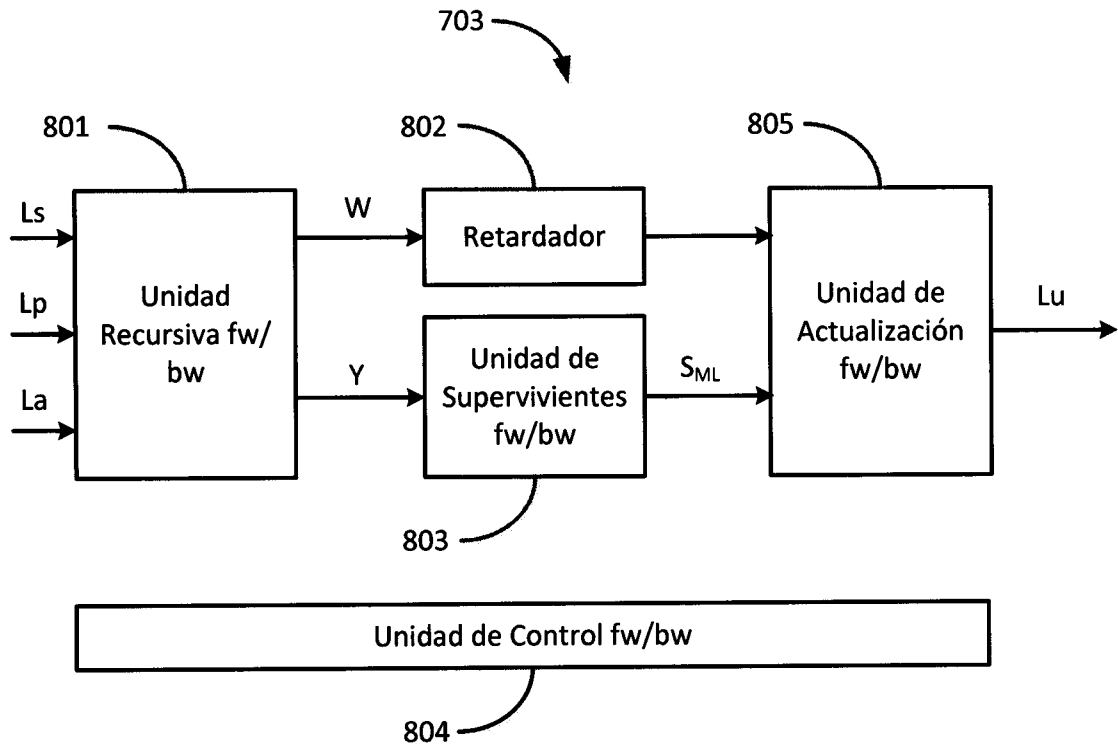 703
801
802
805
Ls
Lp
La
Unidad
Recursiva fw/
bw
W
Y
Retardador
Unidad de
Supervivientes
fw/bw
S_ML
Unidad de
Actualización
fw/bw
Lu
803
Unidad de Control fw/bw
804